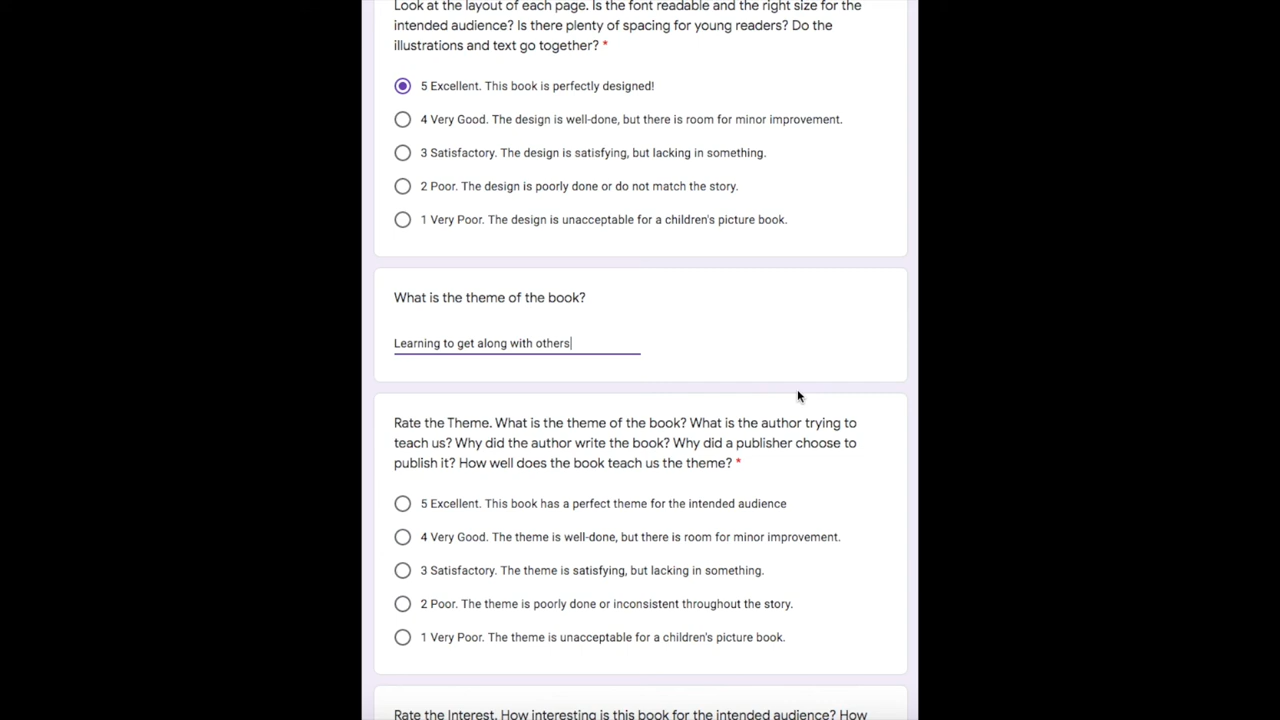 Look at the layout of each page. Is the font readable and the right size for the
intended audience? Is there plenty of spacing for young readers? Do the
illustrations and text go together? *
5 Excellent. This book is perfectly designed!
4 Very Good. The design is well-done, but there is room for minor improvement.
3 Satisfactory. The design is satisfying, but lacking in something.
2 Poor. The design is poorly done or do not match the story.
1 Very Poor. The design is unacceptable for a children's picture book.
What is the theme of the book?
Learning to get along with others
Rate the Theme. What is the theme of the book? What is the author trying to
teach us? Why did the author write the book? Why did a publisher choose to
publish it? How well does the book teach us the theme? *
5 Excellent. This book has a perfect theme for the intended audience
4 Very Good. The theme is well-done, but there is room for minor improvement.
3 Satisfactory. The theme is satisfying, but lacking in something.
2 Poor. The theme is poorly done or inconsistent throughout the story.
1 Very Poor. The theme is unacceptable for a children's picture book.
Rate the Interest. How interesting is this book for the intended audience? How